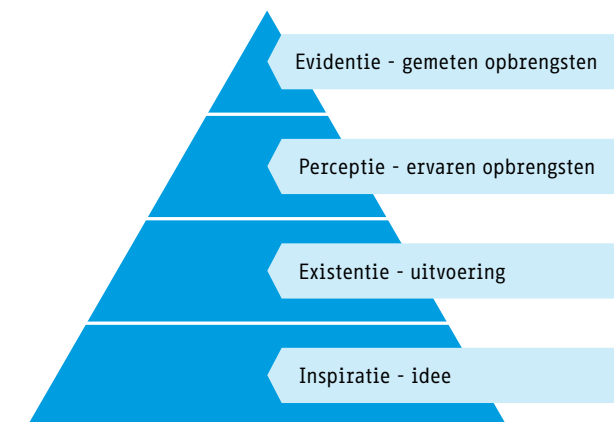 Evidentie - gemeten opbrengsten
Perceptie - ervaren opbrengsten
Existentie - uitvoering
Inspiratie - idee